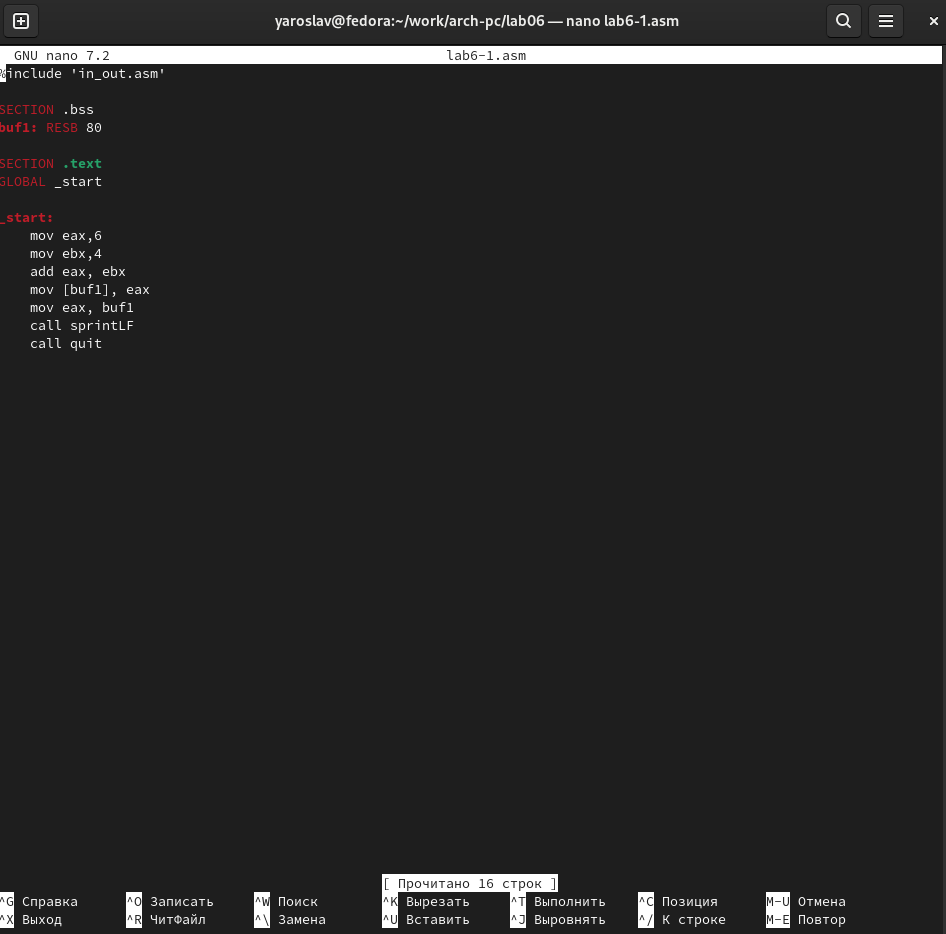 yaroslav@fedora:~/work/arch-pc/lab06 — nano lab6-1.asm
GNU nano 7.2 lab6-1.asm
%include 'in_out.asm'
SECTION .bss
buf1: RESB 80
SECTION .text
GLOBAL _start
_start:
mov eax,6
mov ebx,4
add eax, ebx
mov [buf1], eax
mov eax, buf1
call sprintLF
call quit
[ Прочитано 16 строк ]
^G Справка ^O Записать ^W Поиск ^K Вырезать ^T Выполнить ^C Позиция M-U Отмена
^X Выход ^R ЧитФайл ^\ Замена ^U Вставить ^J Выровнять ^/ К строке M-E Повтор